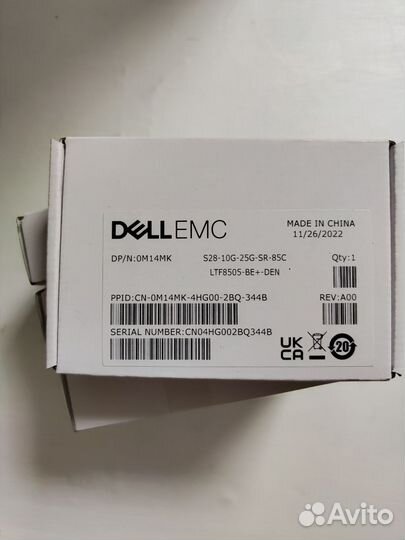 DELLEMC
MADE IN CHINA
11/26/2022
DP/N:0M14MK S28-10G-25G-SR-85C Qty:1
LTF8505-BE+-DEN
PPID:CN-0M14MK-4HG00-2BQ-344B REV:A00
SERIAL NUMBER:CN04HG002BQ344B
UK
CA
20
Avito